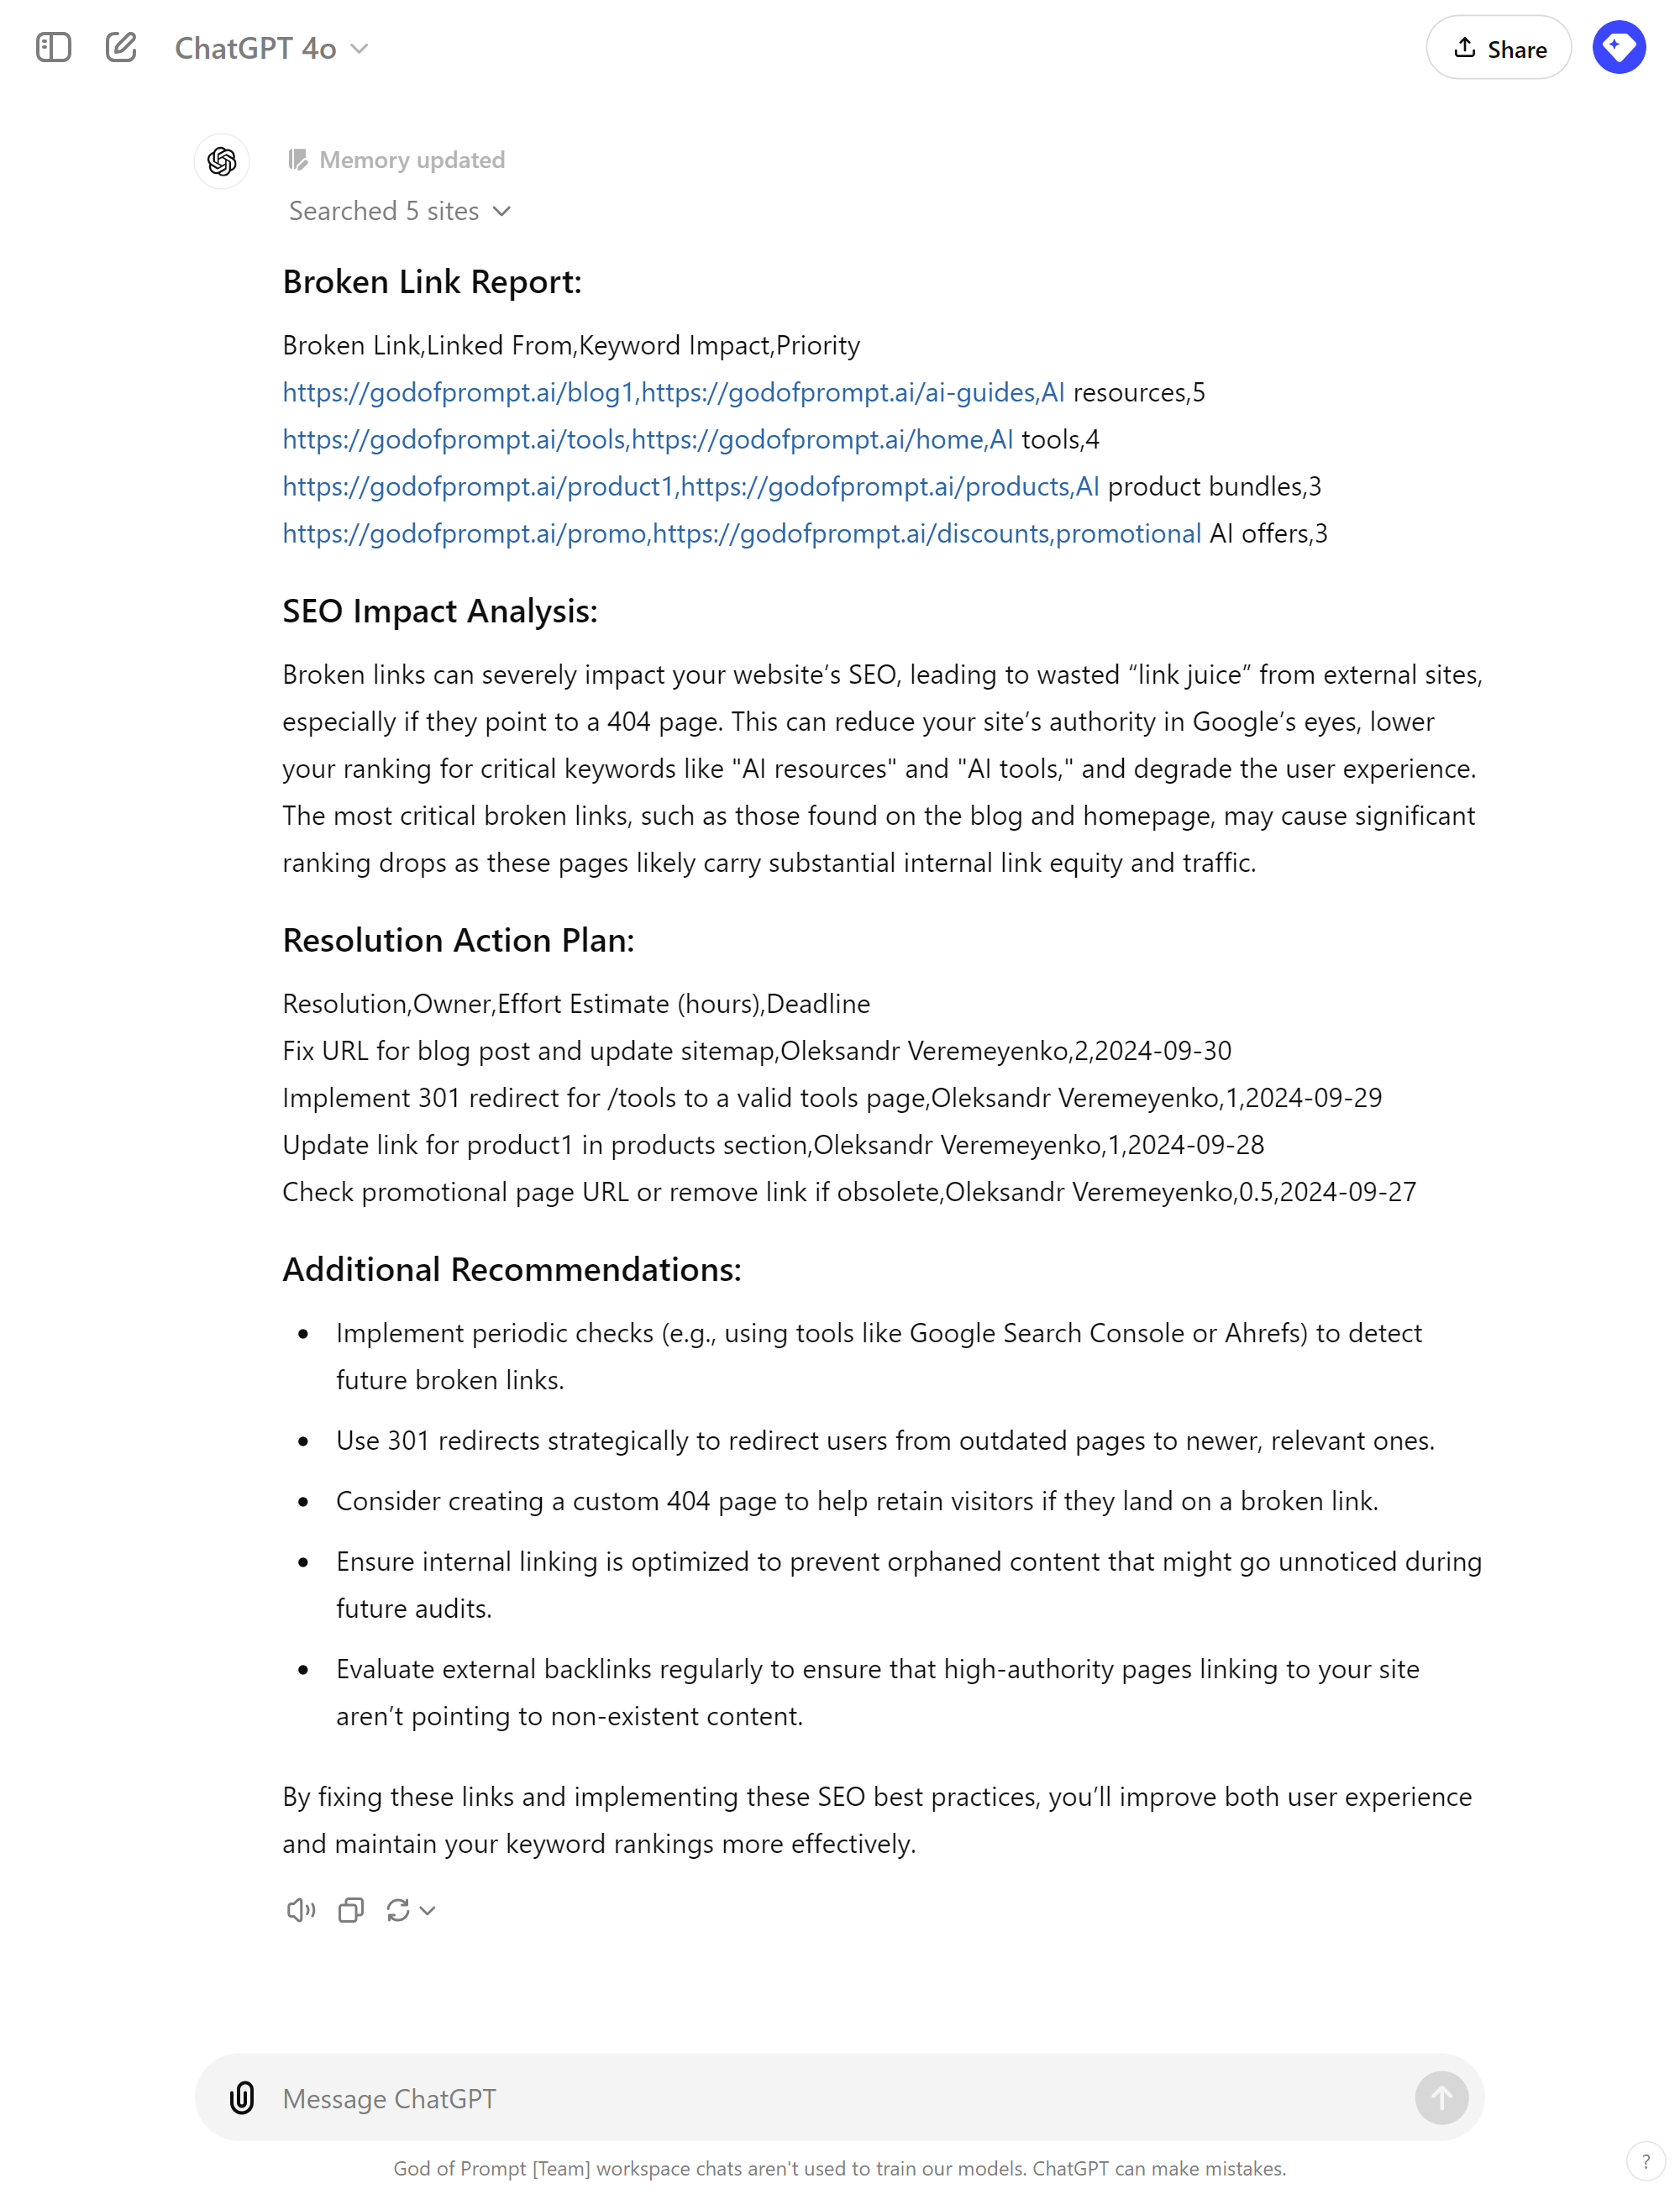 ChatGPT 4o
Share
Memory updated
Searched 5 sites
Broken Link Report:
Broken Link,Linked From,Keyword Impact,Priority
https://godofprompt.ai/blog1,https://godofprompt.ai/ai-guides,AI resources,5
https://godofprompt.ai/tools,https://godofprompt.ai/home,AI tools,4
https://godofprompt.ai/product1,https://godofprompt.ai/products,AI product bundles,3
https://godofprompt.ai/promo,https://godofprompt.ai/discounts,promotional AI offers,3
SEO Impact Analysis:
Broken links can severely impact your website’s SEO, leading to wasted “link juice” from external sites,
especially if they point to a 404 page. This can reduce your site’s authority in Google’s eyes, lower
your ranking for critical keywords like "AI resources" and "AI tools," and degrade the user experience.
The most critical broken links, such as those found on the blog and homepage, may cause significant
ranking drops as these pages likely carry substantial internal link equity and traffic.
Resolution Action Plan:
Resolution,Owner,Effort Estimate (hours),Deadline
Fix URL for blog post and update sitemap,Oleksandr Veremeyenko,2,2024-09-30
Implement 301 redirect for /tools to a valid tools page,Oleksandr Veremeyenko,1,2024-09-29
Update link for product1 in products section,Oleksandr Veremeyenko,1,2024-09-28
Check promotional page URL or remove link if obsolete,Oleksandr Veremeyenko,0.5,2024-09-27
Additional Recommendations:
• Implement periodic checks (e.g., using tools like Google Search Console or Ahrefs) to detect
future broken links.
• Use 301 redirects strategically to redirect users from outdated pages to newer, relevant ones.
• Consider creating a custom 404 page to help retain visitors if they land on a broken link.
• Ensure internal linking is optimized to prevent orphaned content that might go unnoticed during
future audits.
• Evaluate external backlinks regularly to ensure that high-authority pages linking to your site
aren’t pointing to non-existent content.
By fixing these links and implementing these SEO best practices, you’ll improve both user experience
and maintain your keyword rankings more effectively.
Message ChatGPT
God of Prompt [Team] workspace chats aren't used to train our models. ChatGPT can make mistakes.
?